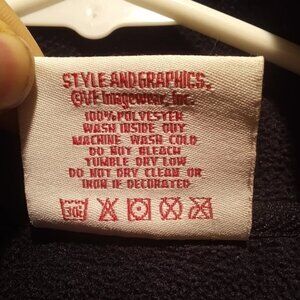 STYLE AND GRAPHICS,
©VF Imagewear, Inc.
100% POLYESTER
WASH INSIDE OUT
MACHINE WASH COLD
DO NOT BLEACH
TUMBLE DRY LOW
DO NOT DRY CLEAN OR
IRON IF DECORATED
30c